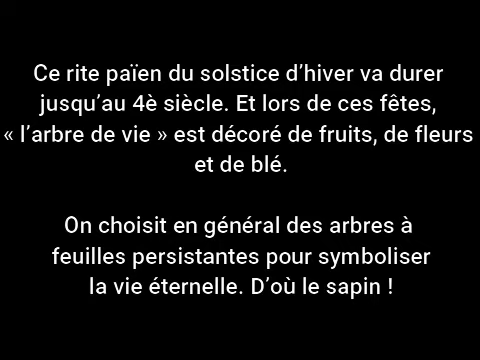 Ce rite païen du solstice d’hiver va durer
jusqu’au 4è siècle. Et lors de ces fêtes,
« l’arbre de vie » est décoré de fruits, de fleurs
et de blé.
On choisit en général des arbres à
feuilles persistantes pour symboliser
la vie éternelle. D’où le sapin !